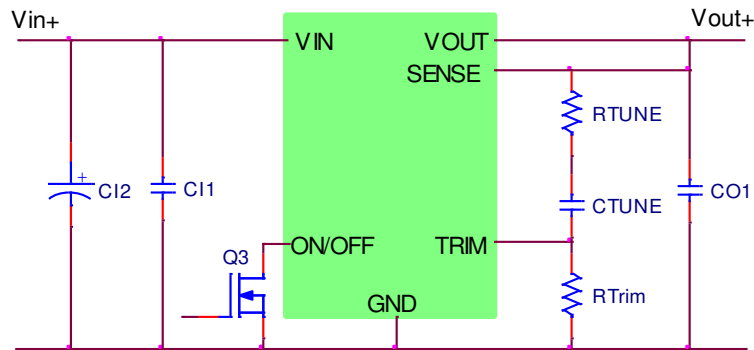 Vin+
Vout+
VIN
VOUT
SENSE
RTUNE
+
CI2
CI1
CTUNE
CO1
Q3
ON/OFF
TRIM
RTrim
GND